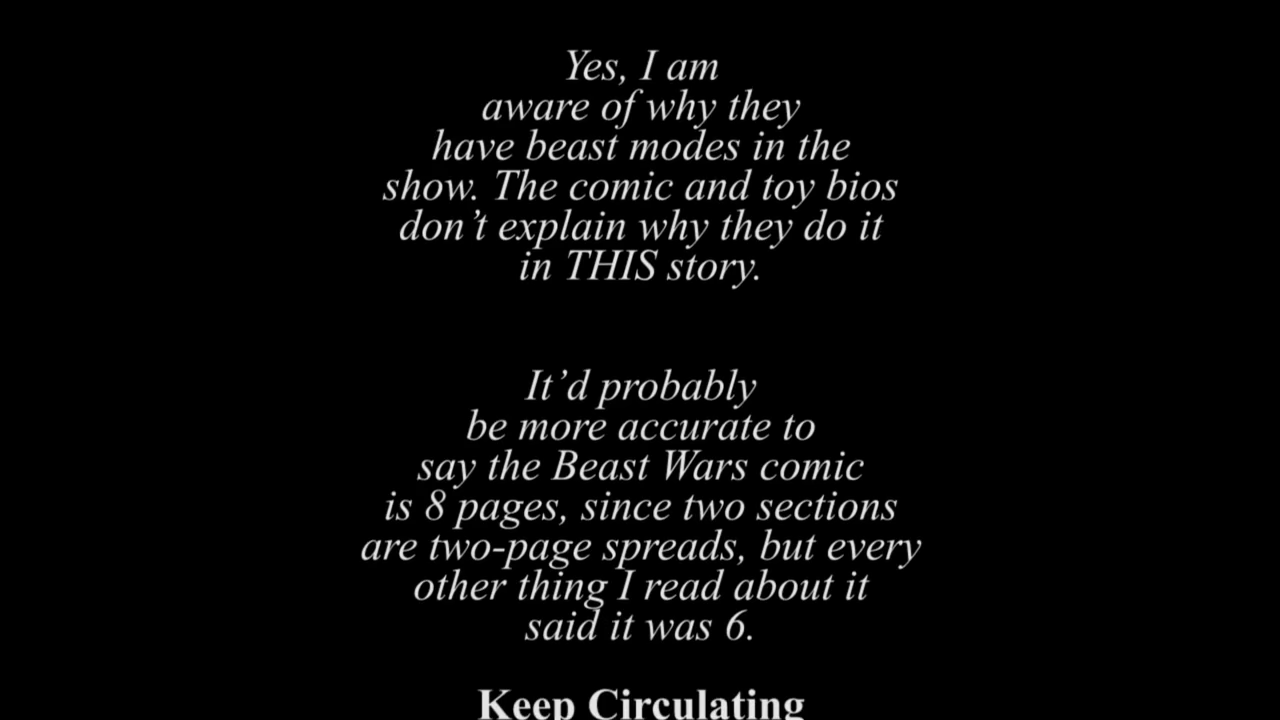 Yes, I am
aware of why they
have beast modes in the
show. The comic and toy bios
don’t explain why they do it
in THIS story.
It’d probably
be more accurate to
say the Beast Wars comic
is 8 pages, since two sections
are two-page spreads, but every
other thing I read about it
said it was 6.
Keep Circulating